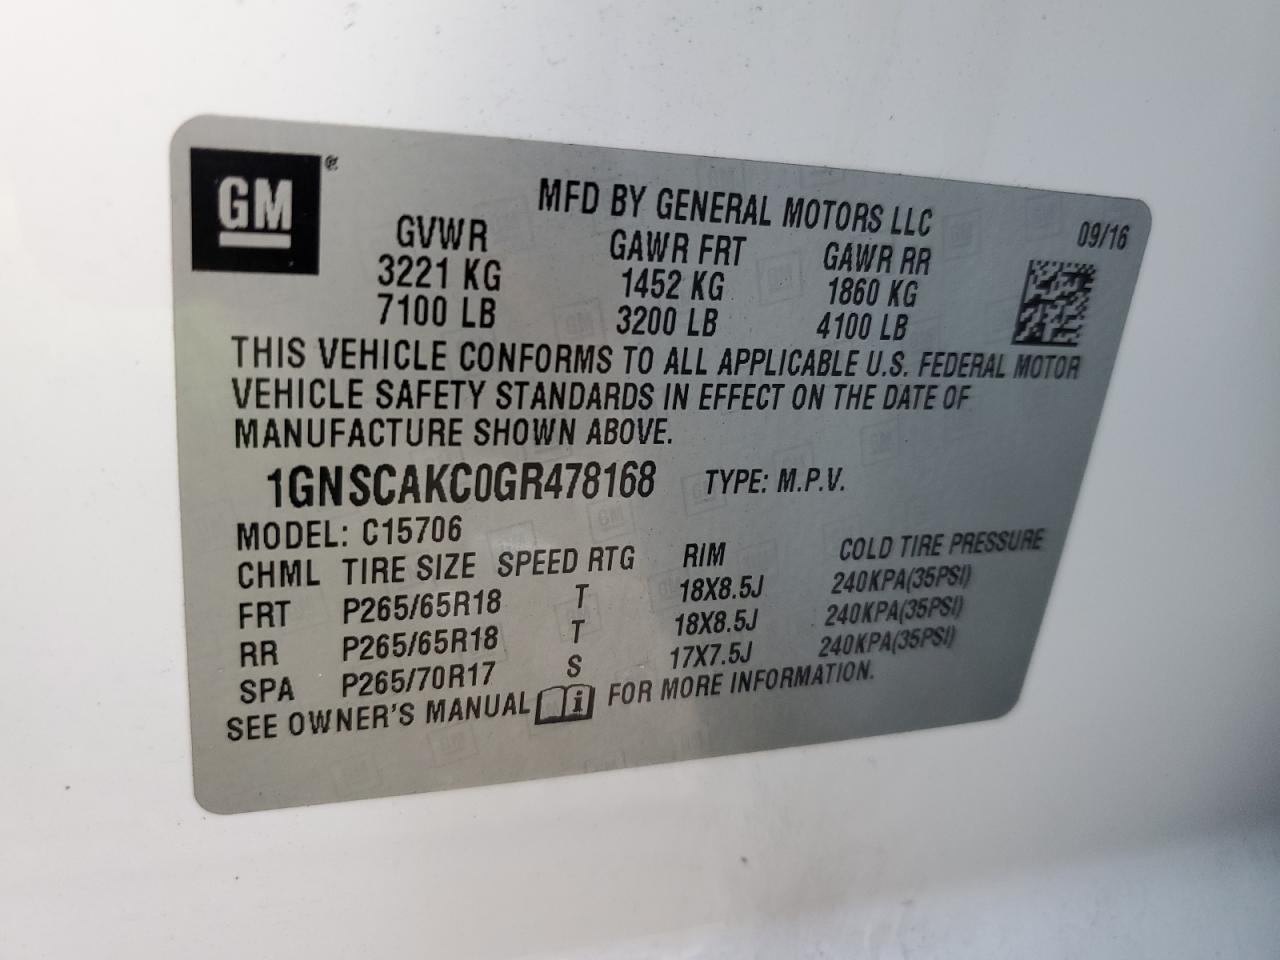 GM®
MFD BY GENERAL MOTORS LLC
09/16
GVWR GAWR FRT GAWR RR
3221 KG 1452 KG 1860 KG
7100 LB 3200 LB 4100 LB
THIS VEHICLE CONFORMS TO ALL APPLICABLE U.S. FEDERAL MOTOR
VEHICLE SAFETY STANDARDS IN EFFECT ON THE DATE OF
MANUFACTURE SHOWN ABOVE.
1GNSCAKC0GR478168 TYPE: M.P.V.
MODEL: C15706
CHML TIRE SIZE SPEED RTG RIM COLD TIRE PRESSURE
FRT P265/65R18 T 18X8.5J 240KPA(35PSI)
RR P265/65R18 T 18X8.5J 240KPA(35PSI)
SPA P265/70R17 S 17X7.5J 240KPA(35PSI)
SEE OWNER'S MANUAL i FOR MORE INFORMATION.